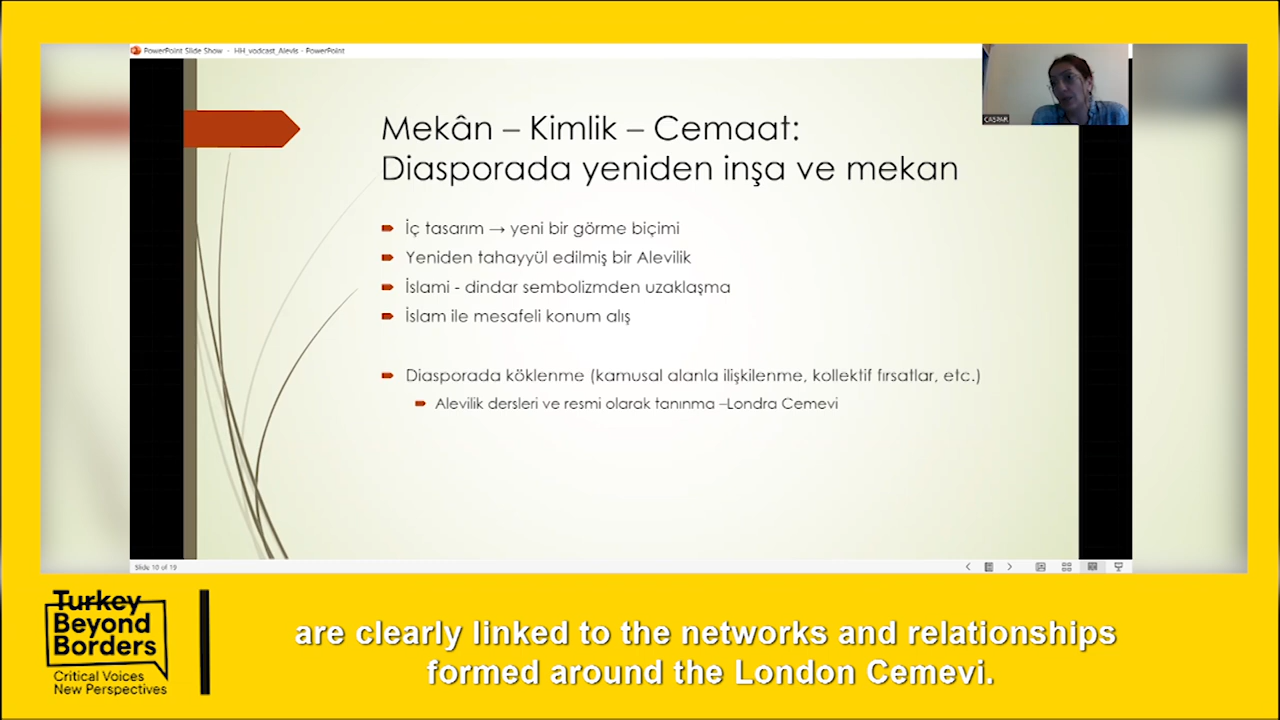 PowerPoint Slide Show - HH_vodcast_Alevis - PowerPoint
CASPAR
Mekân – Kimlik – Cemaat:
Diasporada yeniden inşa ve mekan
İç tasarım → yeni bir görme biçimi
Yeniden tahayyül edilmiş bir Alevilik
İslami - dindar sembolizmden uzaklaşma
İslam ile mesafeli konum alış
Diasporada köklenme (kamusal alanla ilişkilenme, kollektif fırsatlar, etc.)
Alevilik dersleri ve resmi olarak tanınma –Londra Cemevi
Slide 10 of 19
Turkey
Beyond
Borders
Critical Voices
New Perspectives
are clearly linked to the networks and relationships
formed around the London Cemevi.